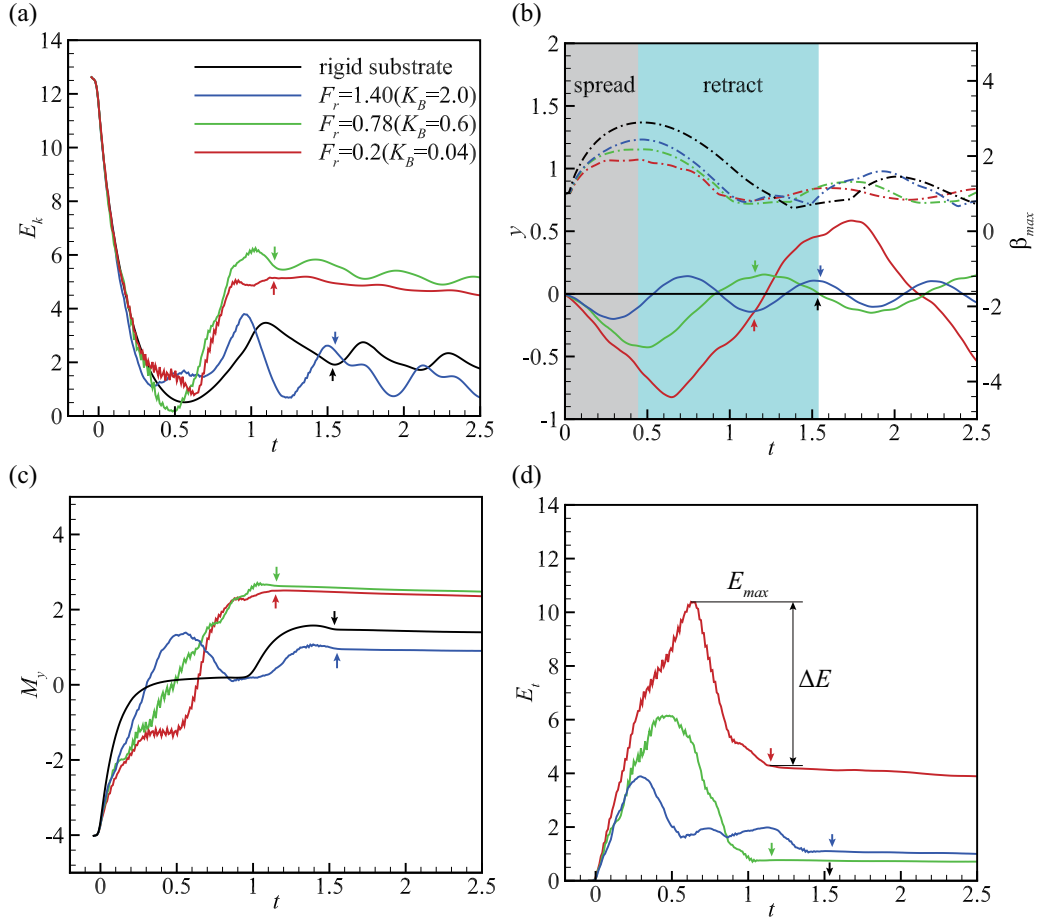 (a)
14
12
10
8
6
4
2
0
E_k
0
0.5
1
1.5
2
2.5
t
rigid substrate
F_r=1.40(K_B=2.0)
F_r=0.78(K_B=0.6)
F_r=0.2(K_B=0.04)
(b)
2
1.5
1
0.5
0
-0.5
-1
y
spread
retract
4
2
0
-2
-4
β_max
0
0.5
1
1.5
2
2.5
t
(c)
4
2
0
-2
-4
M_y
0
0.5
1
1.5
2
2.5
t
(d)
14
12
10
8
6
4
2
0
E_t
E_max
ΔE
0
0.5
1
1.5
2
2.5
t